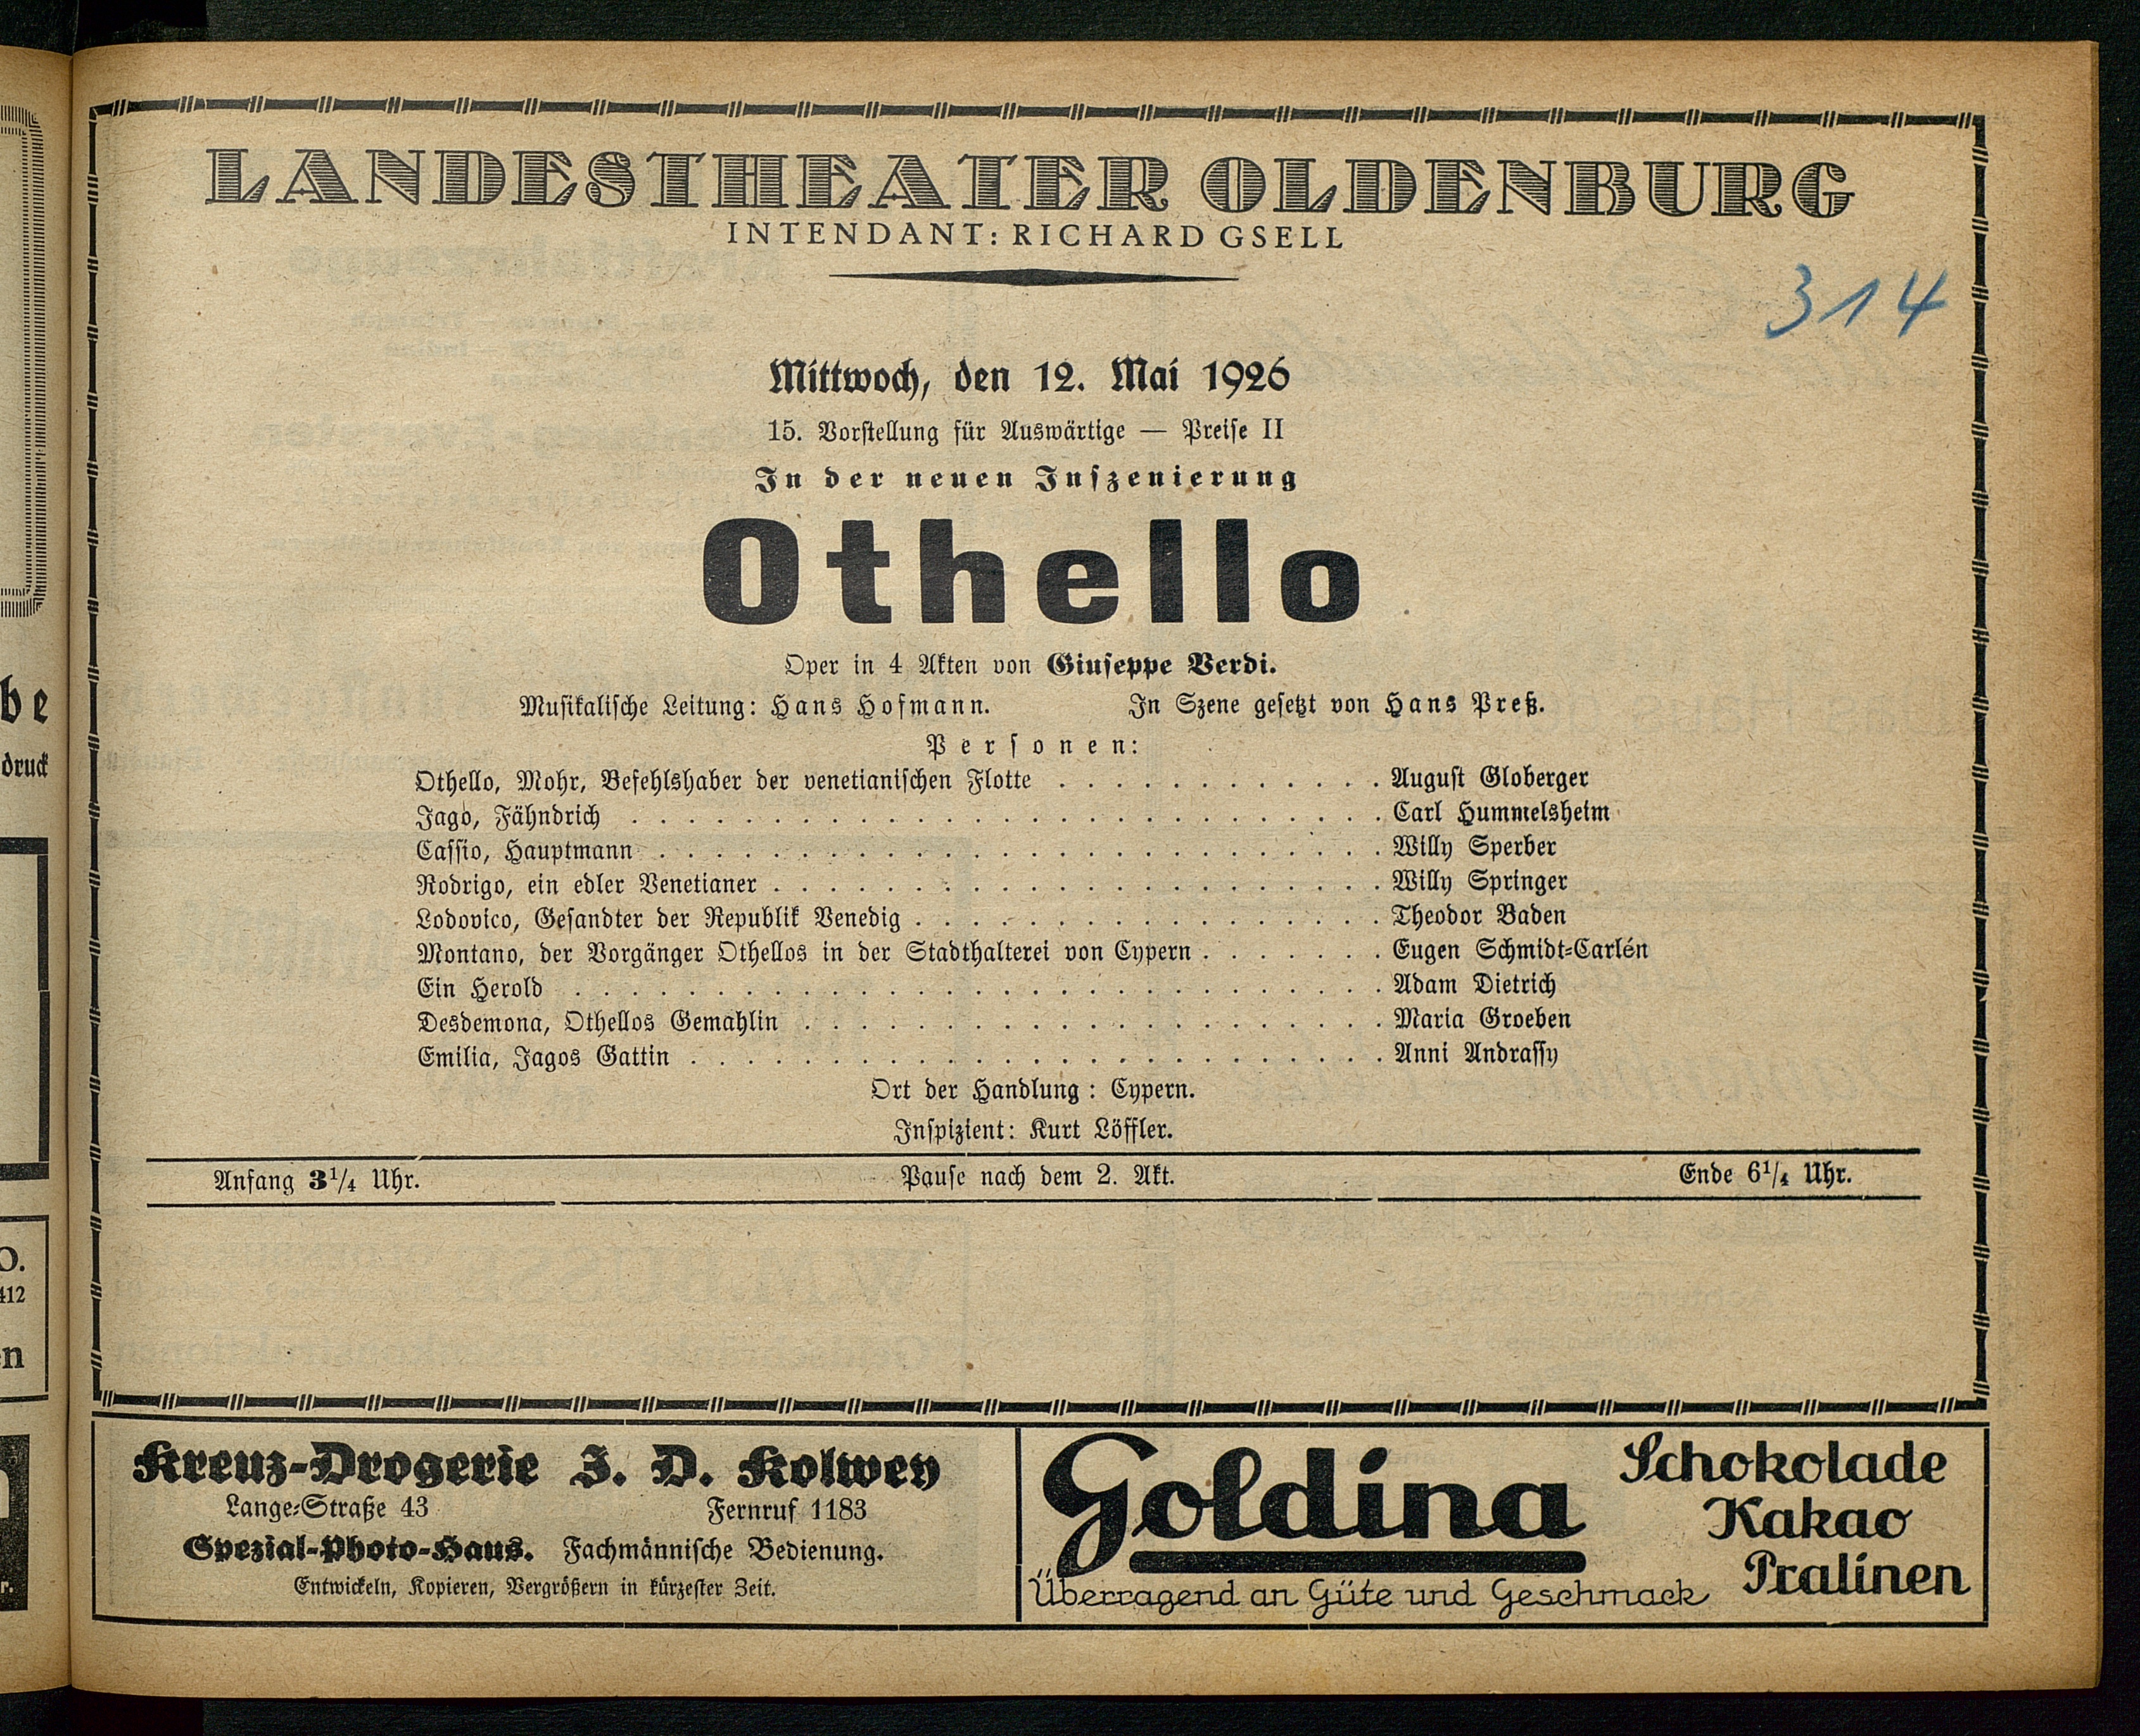 LANDESTHEATER OLDENBURG
INTENDANT: RICHARD GSELL
314
Mittwoch, den 12. Mai 1926
15. Vorstellung für Auswärtige — Preise II
In der neuen Inszenierung
Othello
Oper in 4 Akten von Giuseppe Verdi.
Musikalische Leitung: Hans Hofmann. In Szene gesetzt von Hans Preß.
Personen:
Othello, Mohr, Befehlshaber der venetianischen Flotte . . . . . . . . . . . . August Globerger
Jago, Fähndrich . . . . . . . . . . . . . . . . . . . . . . . . . . . Carl Hummelsheim
Cassio, Hauptmann . . . . . . . . . . . . . . . . . . . . . . . . . . Willy Sperber
Rodrigo, ein edler Venetianer . . . . . . . . . . . . . . . . . . . . . . Willy Springer
Lodovico, Gesandter der Republik Venedig . . . . . . . . . . . . . . . . . Theodor Baden
Montano, der Vorgänger Othellos in der Stadthalterei von Cypern . . . . . . . Eugen Schmidt-Carlén
Ein Herold . . . . . . . . . . . . . . . . . . . . . . . . . . . . . Adam Dietrich
Desdemona, Othellos Gemahlin . . . . . . . . . . . . . . . . . . . . . Maria Groeben
Emilia, Jagos Gattin . . . . . . . . . . . . . . . . . . . . . . . . . Anni Andrassy
Ort der Handlung: Cypern.
Inspizient: Kurt Löffler.
Anfang 3¹/₄ Uhr. Pause nach dem 2. Akt. Ende 6¹/₄ Uhr.
Kreuz-Drogerie J. D. Kolwey
Lange-Straße 43 Fernruf 1183
Spezial-Photo-Haus. Fachmännische Bedienung.
Entwickeln, Kopieren, Vergrößern in kürzester Zeit.
Goldina
Schokolade
Kakao
Pralinen
Überragend an Güte und Geschmack
be
druck
O.
412
en